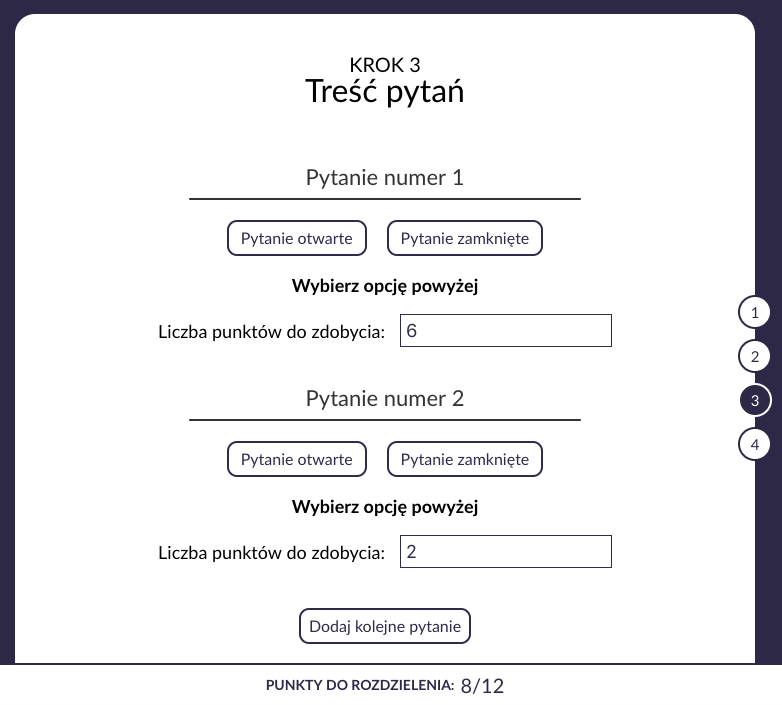 KROK 3
Treść pytań
Pytanie numer 1
Pytanie otwarte Pytanie zamknięte
Wybierz opcję powyżej
Liczba punktów do zdobycia: 6
1
2
3
4
Pytanie numer 2
Pytanie otwarte Pytanie zamknięte
Wybierz opcję powyżej
Liczba punktów do zdobycia: 2
Dodaj kolejne pytanie
PUNKTY DO ROZDZIELENIA: 8/12